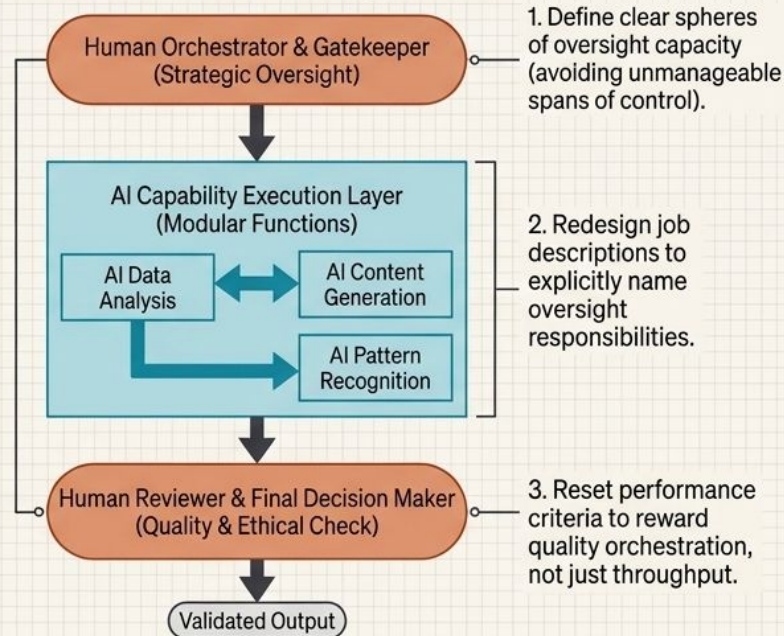 Human Orchestrator & Gatekeeper
(Strategic Oversight)
1. Define clear spheres
of oversight capacity
(avoiding unmanageable
spans of control).
AI Capability Execution Layer
(Modular Functions)
AI Data
Analysis
AI Content
Generation
AI Pattern
Recognition
2. Redesign job
descriptions to
explicitly name
oversight
responsibilities.
Human Reviewer & Final Decision Maker
(Quality & Ethical Check)
3. Reset performance
criteria to reward
quality orchestration,
not just throughput.
Validated Output